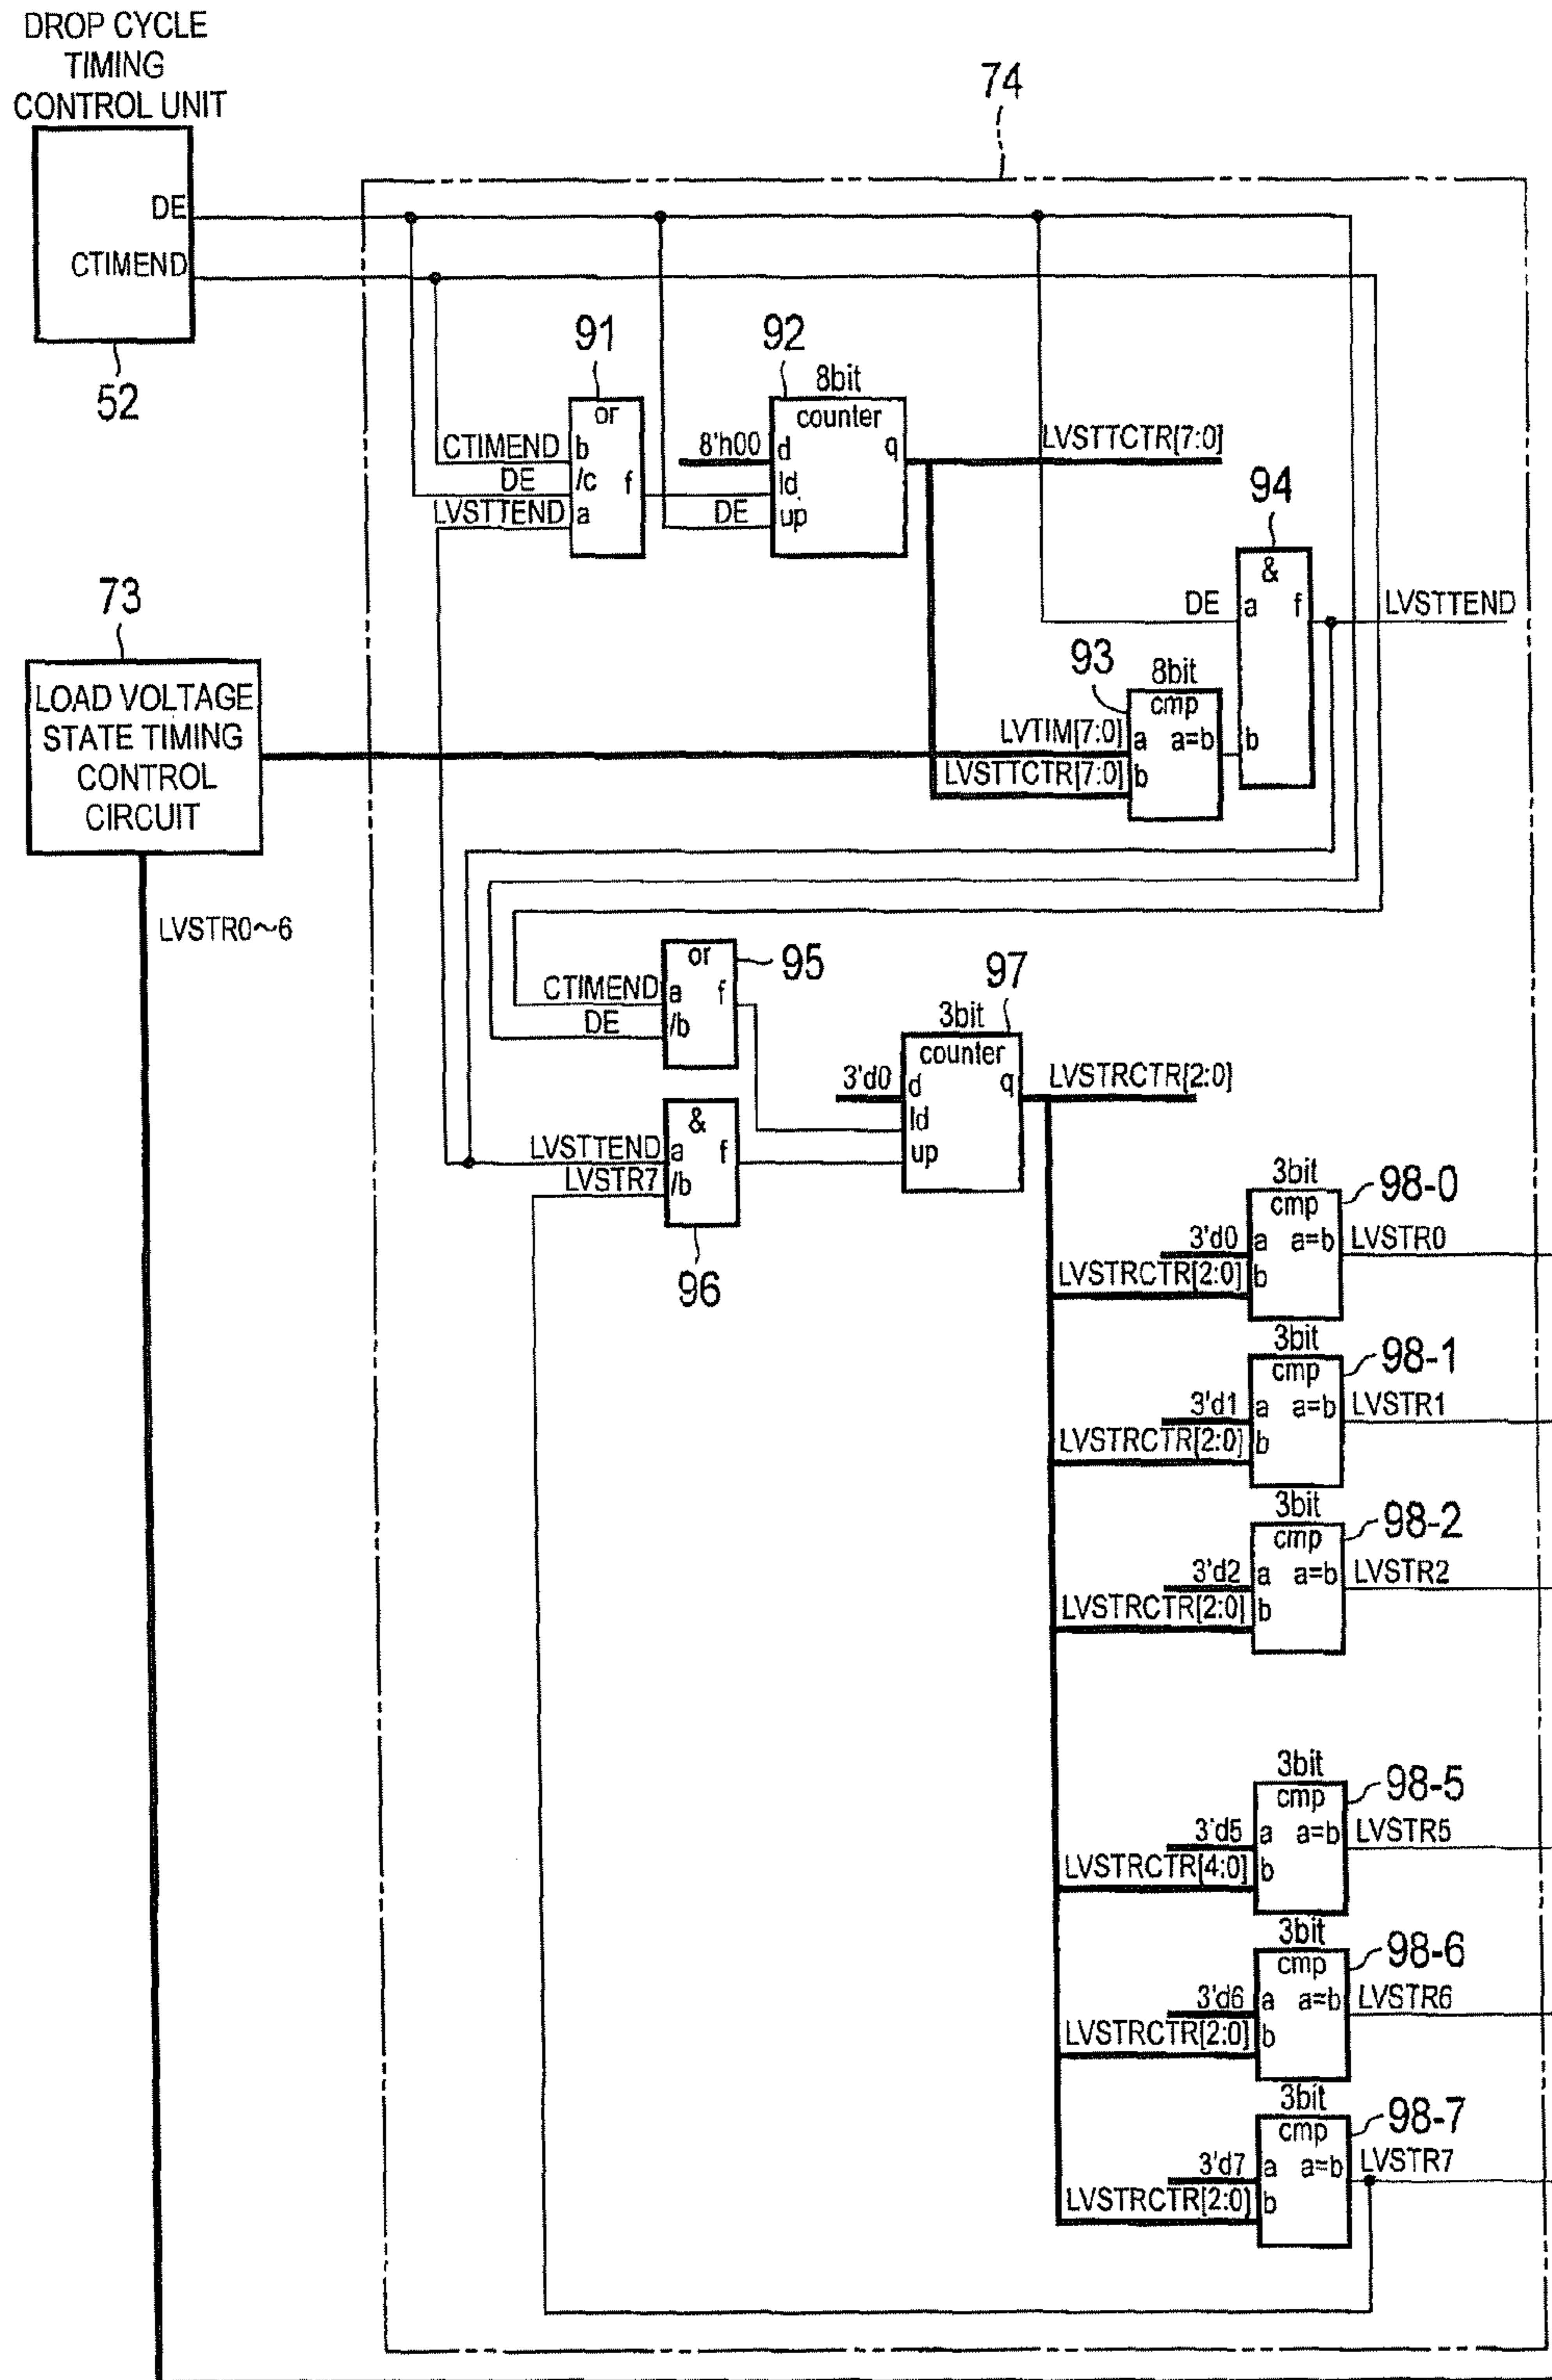 DROP CYCLE
TIMING
CONTROL UNIT
DE
CTIMEND
52
74
91
or
CTIMEND b
DE /c f
LVSTTEND a
92
8bit
counter
8'h00 d q
ld
DE up
LVSTTCTR[7:0]
94
&
DE a f
b
LVSTTEND
73
LOAD VOLTAGE
STATE TIMING
CONTROL
CIRCUIT
93
8bit
cmp
LVTIM[7:0] a a=b
LVSTTCTR[7:0] b
LVSTR0~6
or
95
CTIMEND a f
DE /b
97
3bit
counter
3'd0 d q
ld
up
LVSTRCTR[2:0]
&
LVSTTEND a f
LVSTR7 /b
96
3bit
cmp
98-0
3'd0 a a=b LVSTR0
LVSTRCTR[2:0] b
3bit
cmp
98-1
3'd1 a a=b LVSTR1
LVSTRCTR[2:0] b
3bit
cmp
98-2
3'd2 a a=b LVSTR2
LVSTRCTR[2:0] b
3bit
cmp
98-5
3'd5 a a=b LVSTR5
LVSTRCTR[4:0] b
3bit
cmp
98-6
3'd6 a a=b LVSTR6
LVSTRCTR[2:0] b
3bit
cmp
98-7
3'd7 a a=b LVSTR7
LVSTRCTR[2:0] b